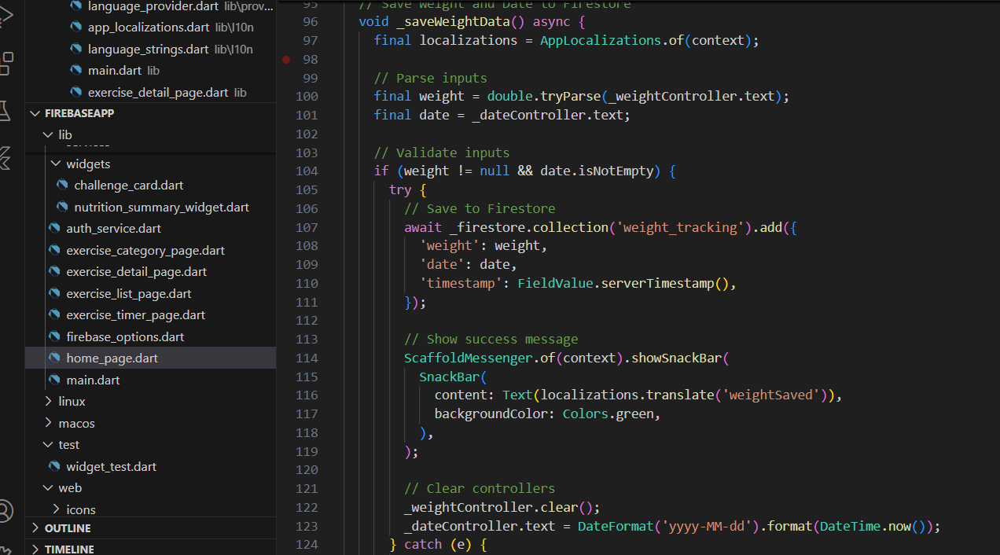 language_provider.dart lib\prov...
app_localizations.dart lib\l10n
language_strings.dart lib\l10n
main.dart lib
exercise_detail_page.dart lib
FIREBASEAPP
lib
services
widgets
challenge_card.dart
nutrition_summary_widget.dart
auth_service.dart
exercise_category_page.dart
exercise_detail_page.dart
exercise_list_page.dart
exercise_timer_page.dart
firebase_options.dart
home_page.dart
main.dart
linux
macos
test
widget_test.dart
web
icons
OUTLINE
TIMELINE
95 // Save Weight and Date to Firestore
96 void _saveWeightData() async {
97 final localizations = AppLocalizations.of(context);
98
99 // Parse inputs
100 final weight = double.tryParse(_weightController.text);
101 final date = _dateController.text;
102
103 // Validate inputs
104 if (weight != null && date.isNotEmpty) {
105 try {
106 // Save to Firestore
107 await _firestore.collection('weight_tracking').add({
108 'weight': weight,
109 'date': date,
110 'timestamp': FieldValue.serverTimestamp(),
111 });
112
113 // Show success message
114 ScaffoldMessenger.of(context).showSnackBar(
115 SnackBar(
116 content: Text(localizations.translate('weightSaved')),
117 backgroundColor: Colors.green,
118 ),
119 );
120
121 // Clear controllers
122 _weightController.clear();
123 _dateController.text = DateFormat('yyyy-MM-dd').format(DateTime.now());
124 } catch (e) {